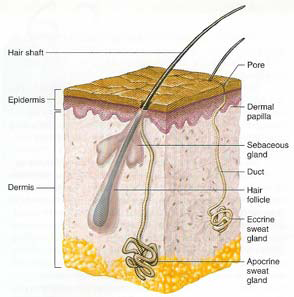 Hair shaft
Pore
Epidermis
Dermal
papilla
Sebaceous
gland
Duct
Dermis
Hair
follicle
Eccrine
sweat
gland
Apocrine
sweat
gland